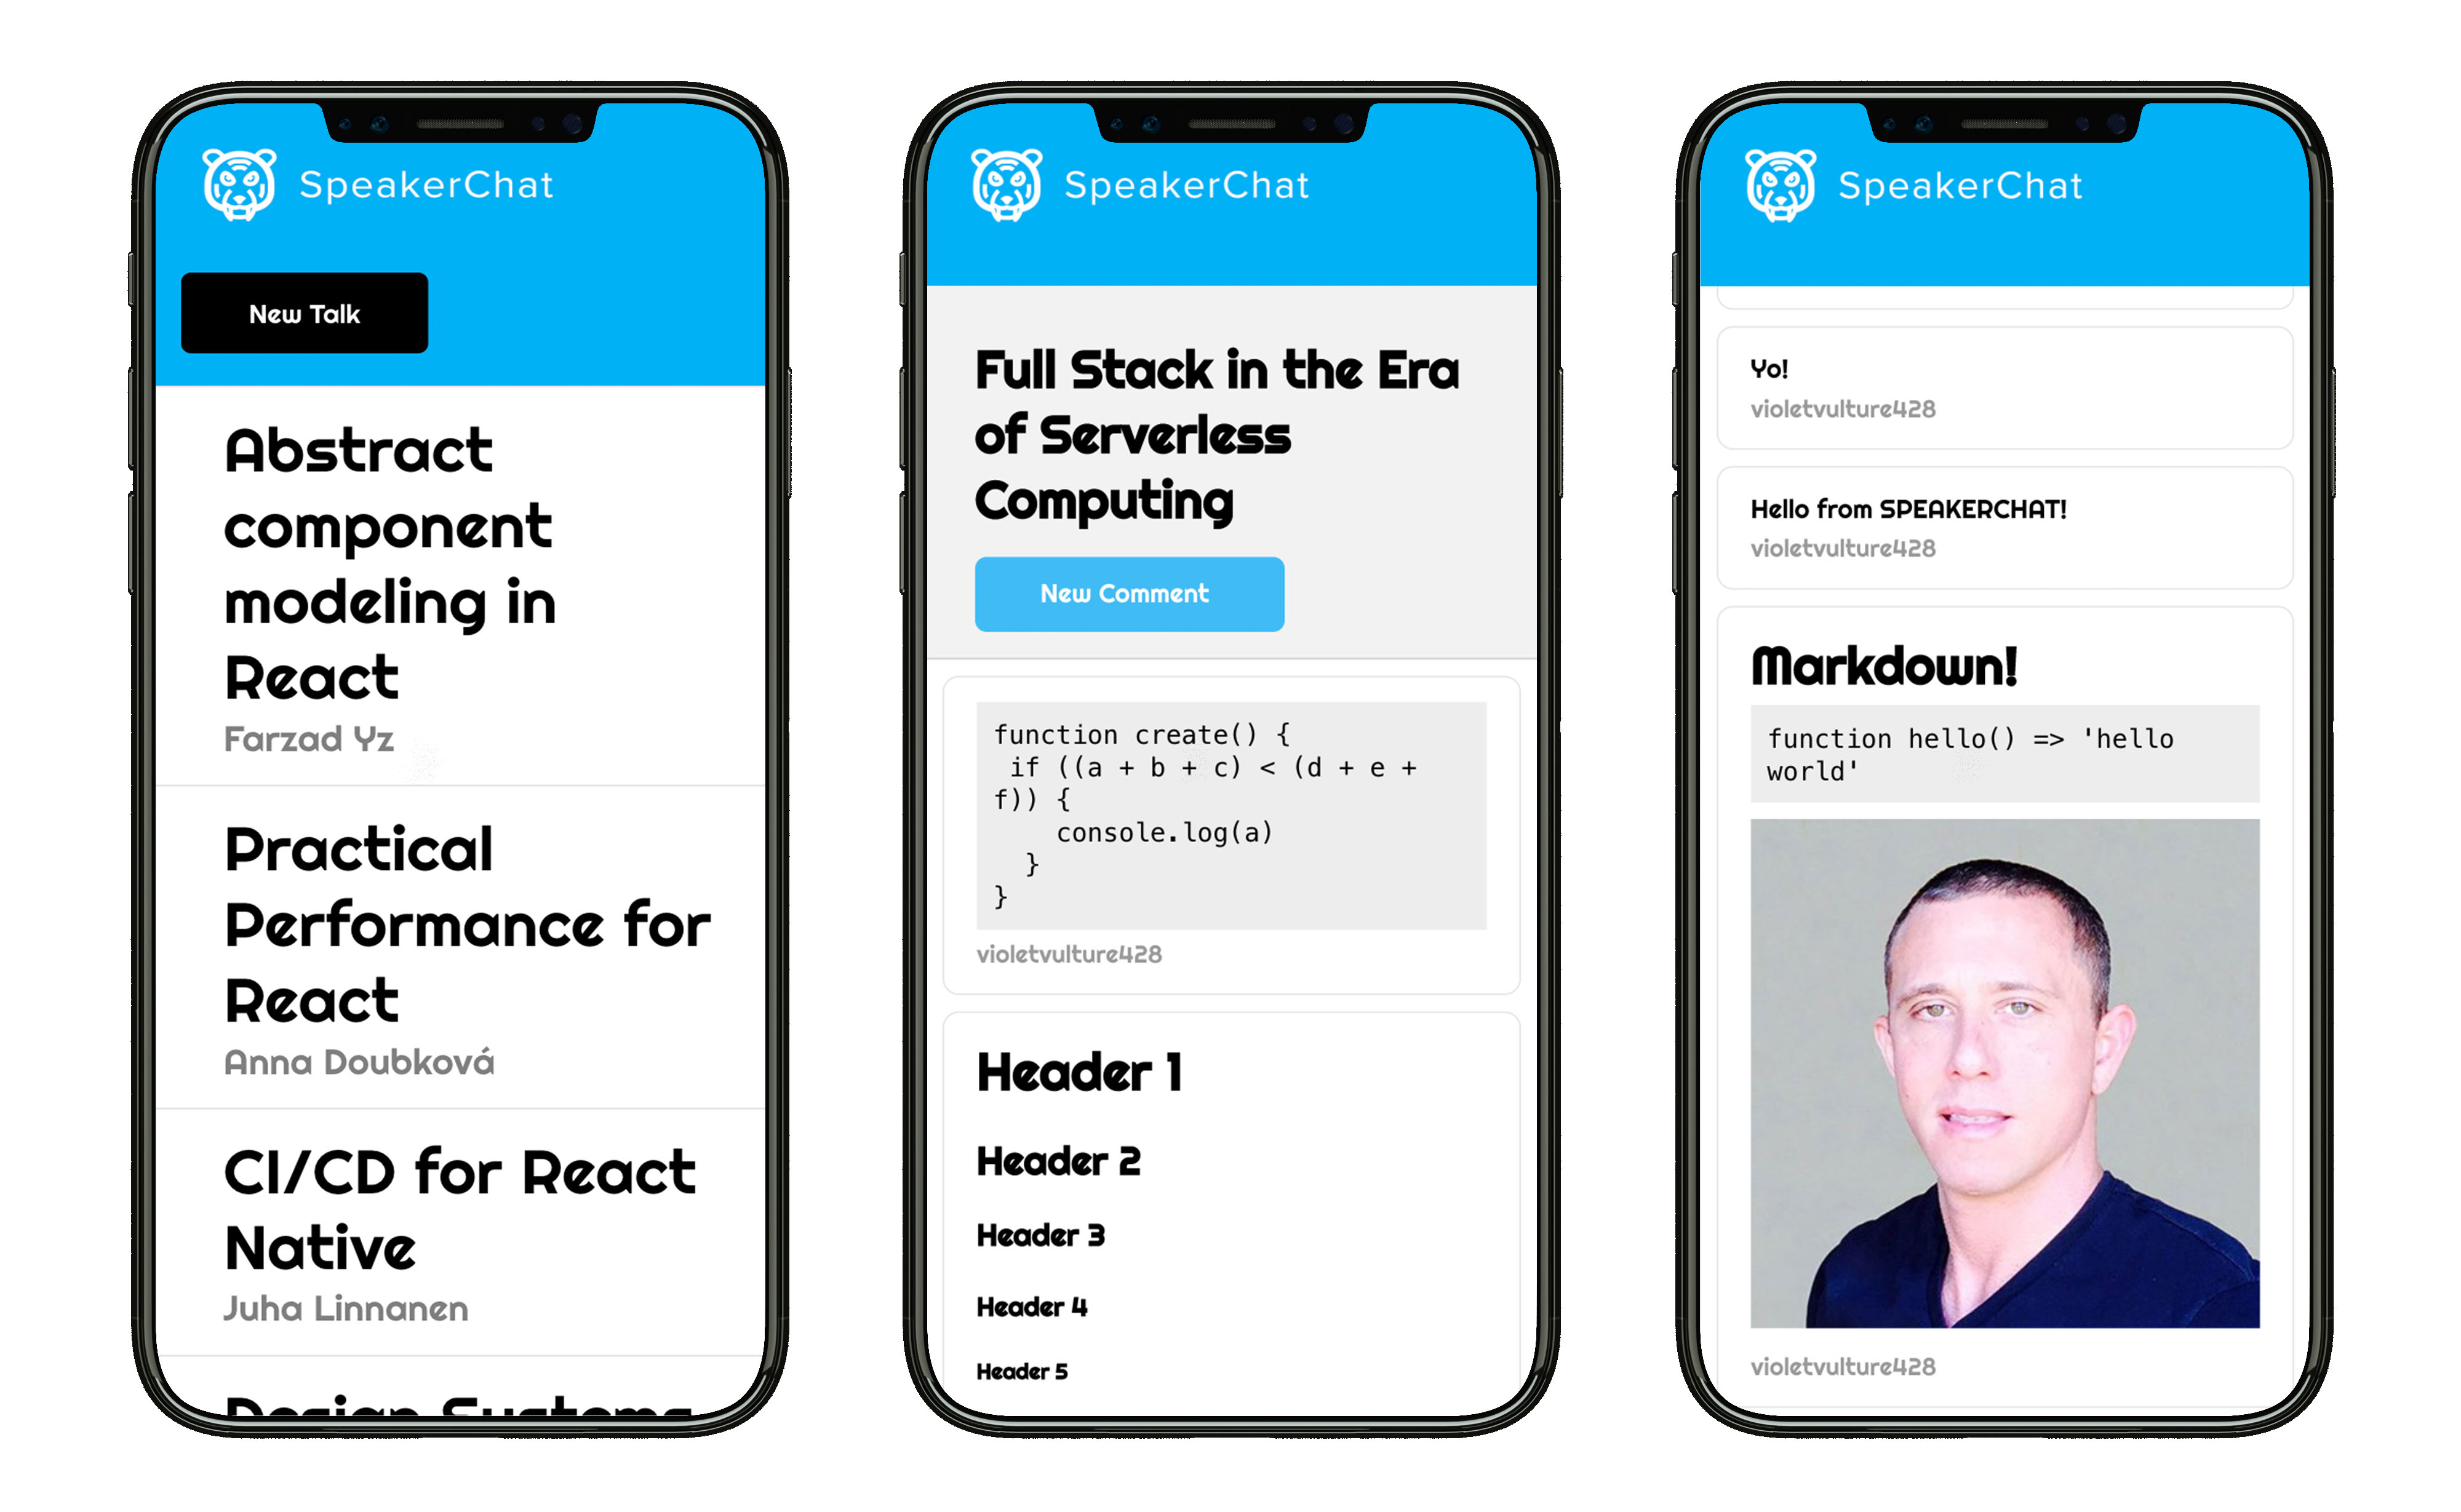 SpeakerChat
New Talk
Abstract
component
modeling in
React
Farzad Yz
Practical
Performance for
React
Anna Doubková
CI/CD for React
Native
Juha Linnanen
Design Systems
SpeakerChat
Full Stack in the Era
of Serverless
Computing
New Comment
function create() {
 if ((a + b + c) < (d + e +
f)) {
    console.log(a)
  }
}
violetvulture428
Header 1
Header 2
Header 3
Header 4
Header 5
SpeakerChat
Yo!
violetvulture428
Hello from SPEAKERCHAT!
violetvulture428
Markdown!
function hello() => 'hello
world'
violetvulture428